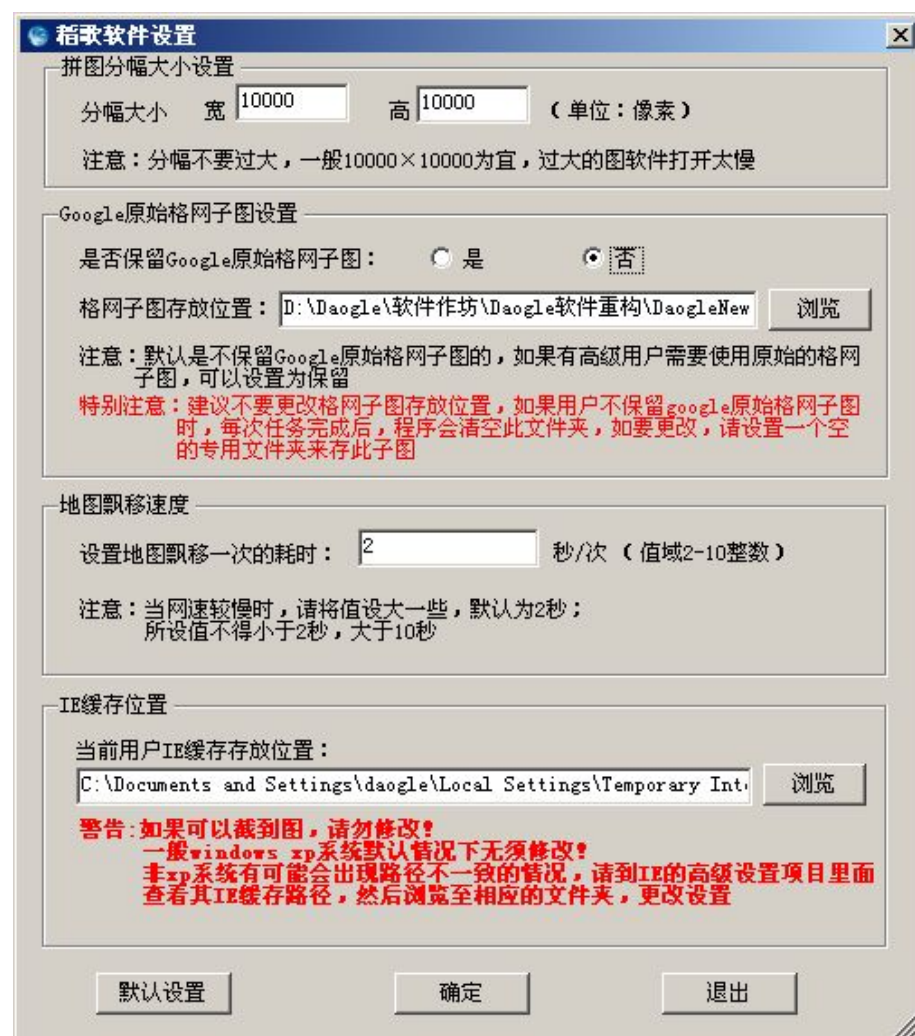 稻歌软件设置
拼图分幅大小设置
分幅大小 宽 10000 高 10000 （单位：像素）
注意：分幅不要过大，一般10000×10000为宜，过大的图软件打开太慢
Google原始格网子图设置
是否保留Google原始格网子图： 是 否
格网子图存放位置： D:\Daogle\软件作坊\Daogle软件重构\DaogleNew 浏览
注意：默认是不保留Google原始格网子图的，如果有高级用户需要使用原始的格网
子图，可以设置为保留
特别注意：建议不要更改格网子图存放位置，如果用户不保留google原始格网子图
时，每次任务完成后，程序会清空此文件夹，如要更改，请设置一个空
的专用文件夹来存此子图
地图飘移速度
设置地图飘移一次的耗时： 2 秒/次 （值域2-10整数）
注意：当网速较慢时，请将值设大一些，默认为2秒；
所设值不得小于2秒，大于10秒
IE缓存位置
当前用户IE缓存存放位置：
C:\Documents and Settings\daogle\Local Settings\Temporary Int 浏览
警告:如果可以截到图，请勿修改！
一般windows xp系统默认情况下无须修改！
非xp系统有可能会出现路径不一致的情况，请到IE的高级设置项目里面
查看其IE缓存路径，然后浏览至相应的文件夹，更改设置
默认设置 确定 退出